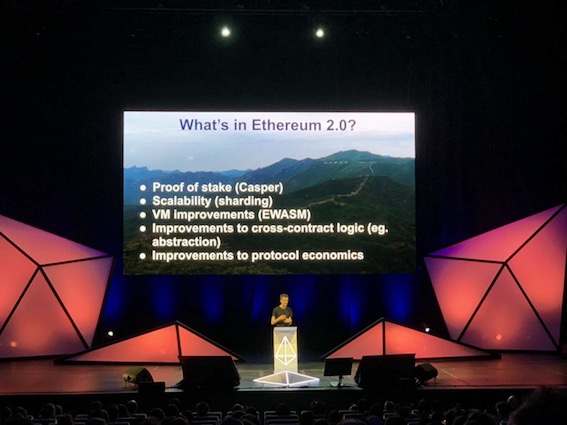 What's in Ethereum 2.0?
● Proof of stake (Casper)
● Scalability (sharding)
● VM improvements (EWASM)
● Improvements to cross-contract logic (eg.
abstraction)
● Improvements to protocol economics